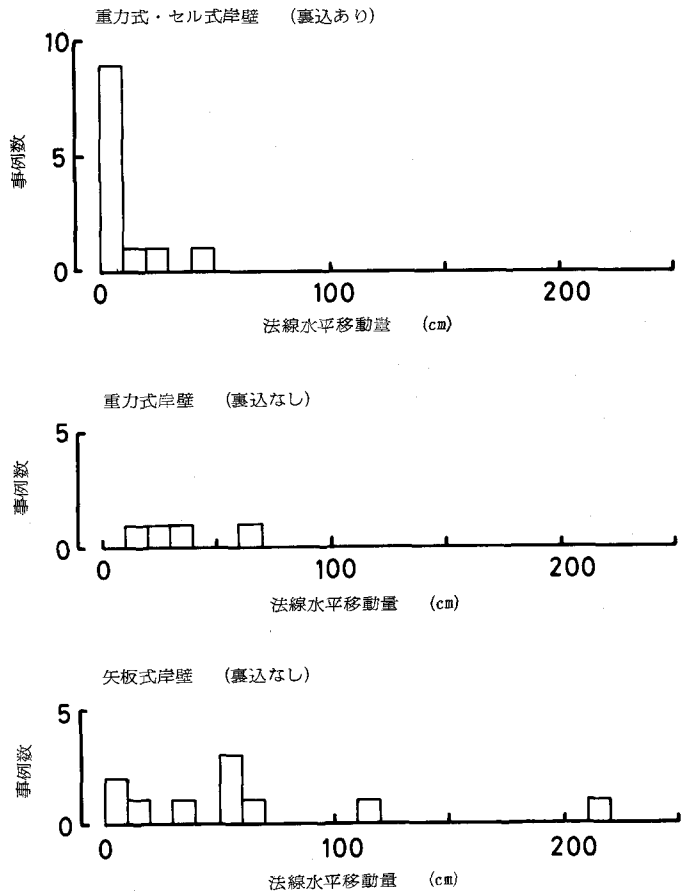 重力式・セル式岸壁 (裏込あり)
10
5
0
事例数
0 100 200
法線水平移動量 (cm)
重力式岸壁 (裏込なし)
5
0
事例数
0 100 200
法線水平移動量 (cm)
矢板式岸壁 (裏込なし)
5
0
事例数
0 100 200
法線水平移動量 (cm)